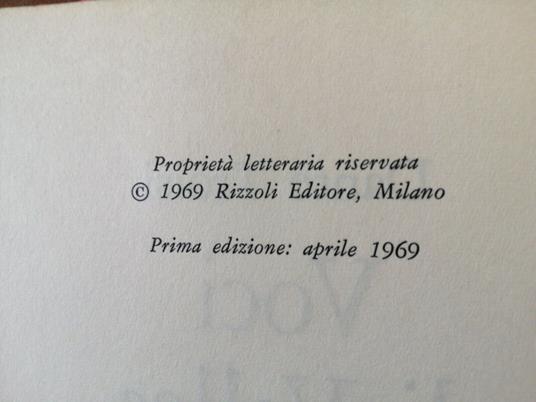 Proprietà letteraria riservata
© 1969 Rizzoli Editore, Milano
Prima edizione: aprile 1969